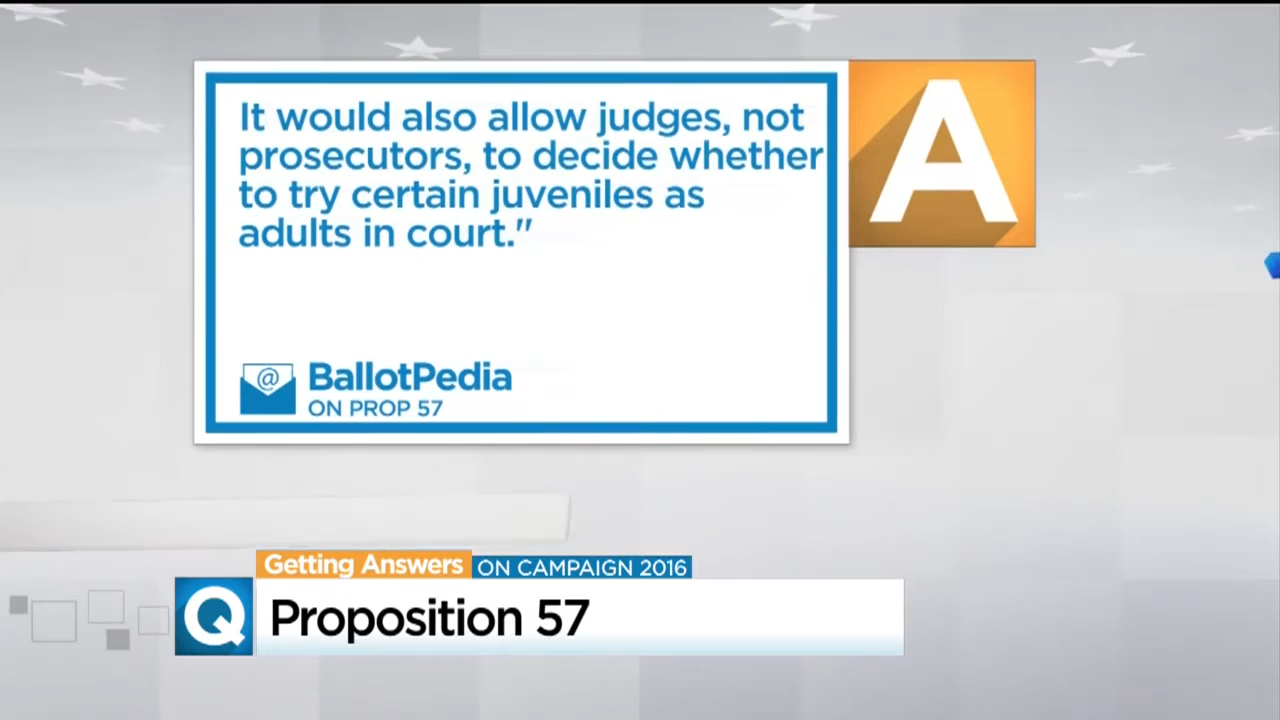 It would also allow judges, not
prosecutors, to decide whether
to try certain juveniles as
adults in court."
A
@
BallotPedia
ON PROP 57
Getting Answers ON CAMPAIGN 2016
Q
Proposition 57